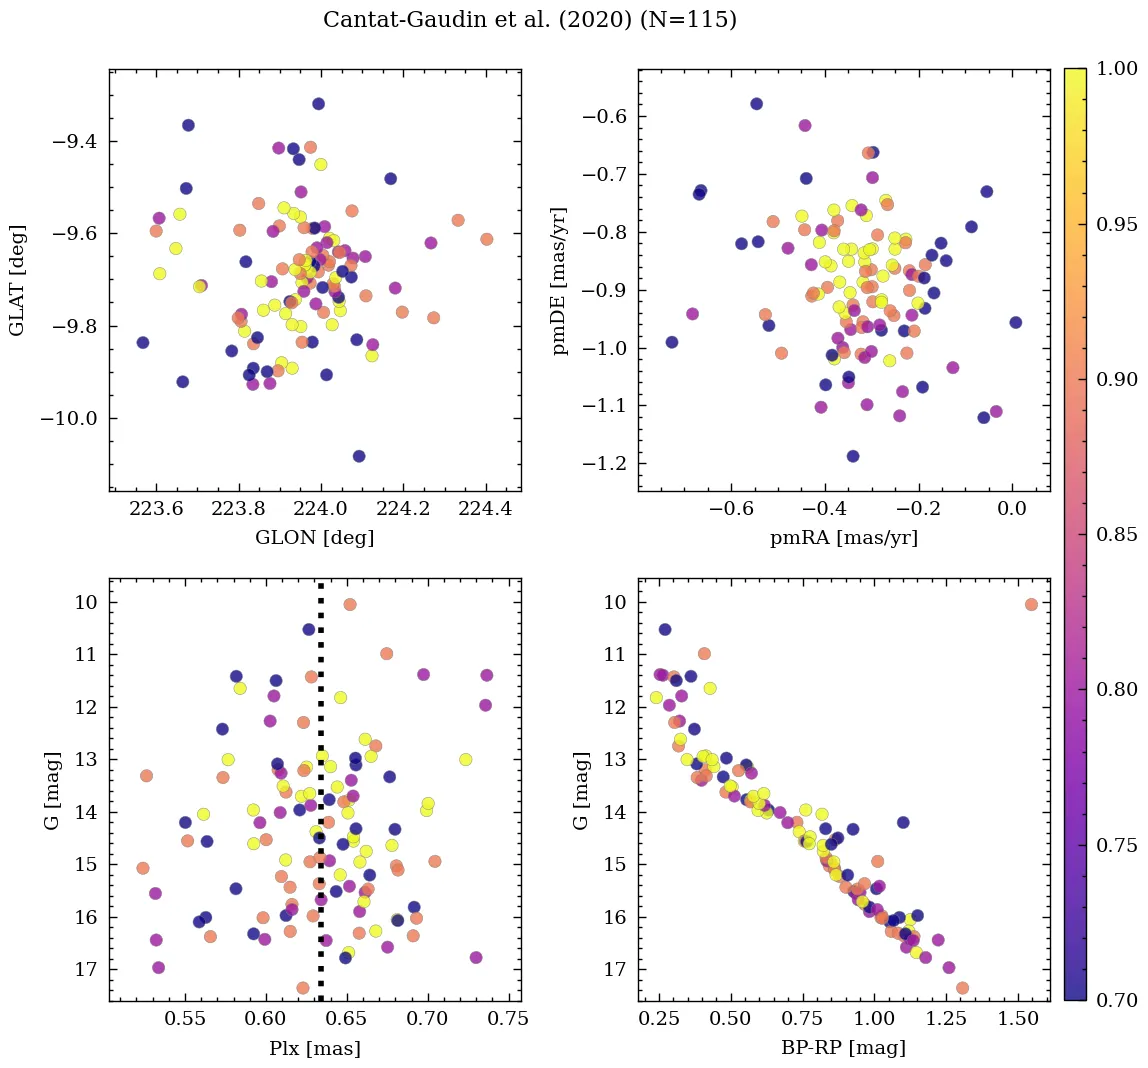 Cantat-Gaudin et al. (2020) (N=115)
−9.4
−9.6
−9.8
−10.0
GLAT [deg]
223.6 223.8 224.0 224.2 224.4
GLON [deg]
−0.6
−0.7
−0.8
−0.9
−1.0
−1.1
−1.2
pmDE [mas/yr]
−0.6 −0.4 −0.2 0.0
pmRA [mas/yr]
10
11
12
13
14
15
16
17
G [mag]
0.55 0.60 0.65 0.70 0.75
Plx [mas]
10
11
12
13
14
15
16
17
G [mag]
0.25 0.50 0.75 1.00 1.25 1.50
BP-RP [mag]
1.00
0.95
0.90
0.85
0.80
0.75
0.70